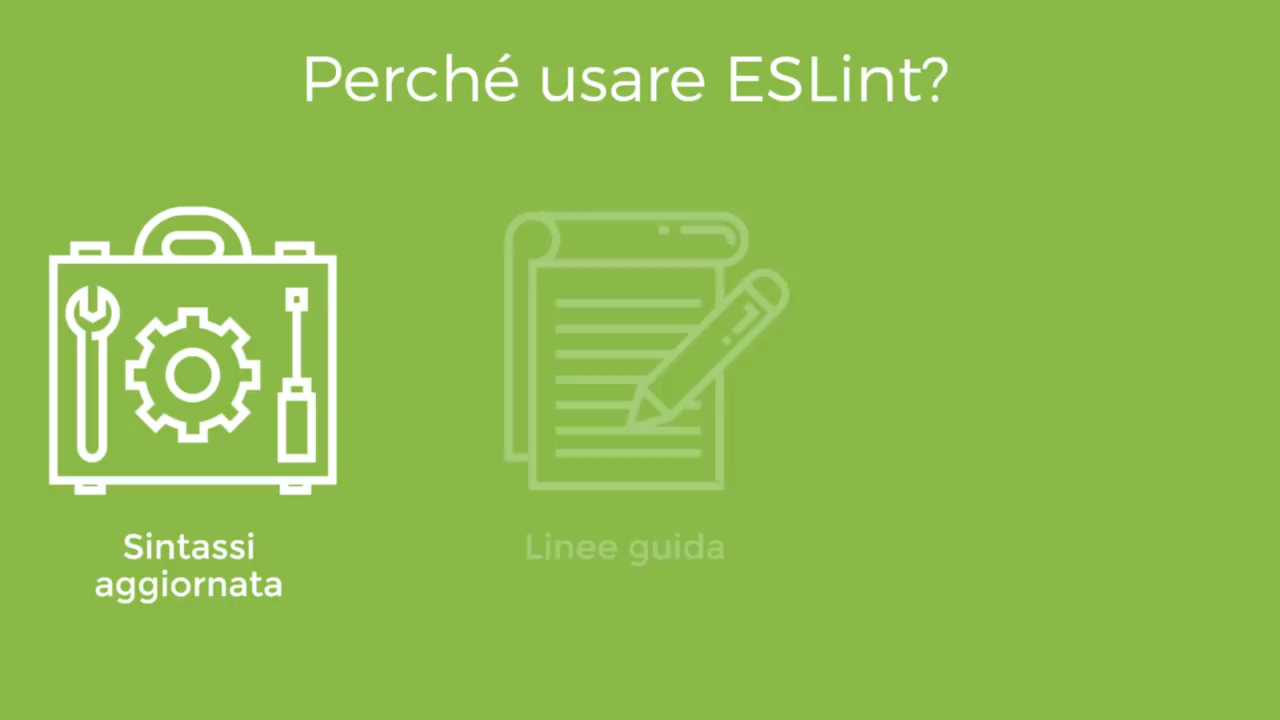 Perché usare ESLint?
Sintassi
aggiornata
Linee guida